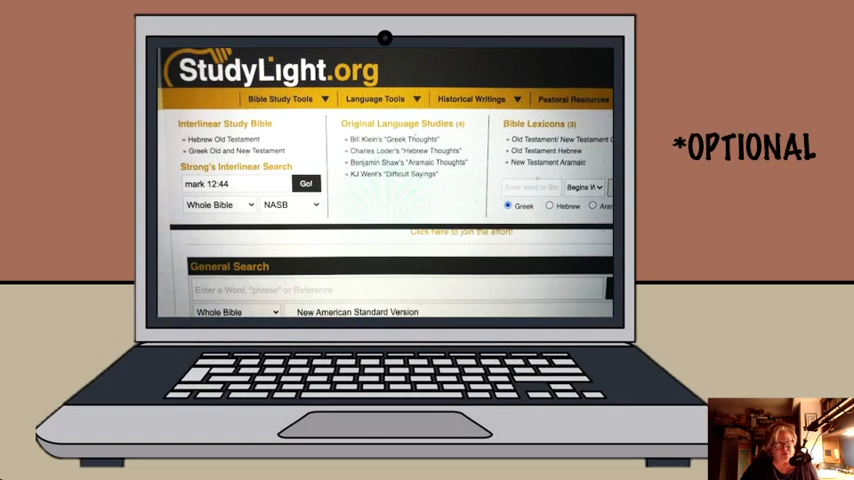 StudyLight.org
Bible Study Tools ▼ Language Tools ▼ Historical Writings ▼ Pastoral Resources
Interlinear Study Bible
» Hebrew Old Testament
» Greek Old and New Testament
Strong's Interlinear Search
mark 12:44 Go!
Whole Bible NASB
Original Language Studies (4)
» Bill Klein's "Greek Thoughts"
» Charles Loder's "Hebrew Thoughts"
» Benjamin Shaw's "Aramaic Thoughts"
» KJ Went's "Difficult Sayings"
Bible Lexicons (3)
» Old Testament/ New Testament
» Old Testament Hebrew
» New Testament Aramaic
Enter word or Begins
Greek Hebrew
Click here to join the effort!
General Search
Enter a Word, "phrase" or Reference
Whole Bible New American Standard Version
*OPTIONAL